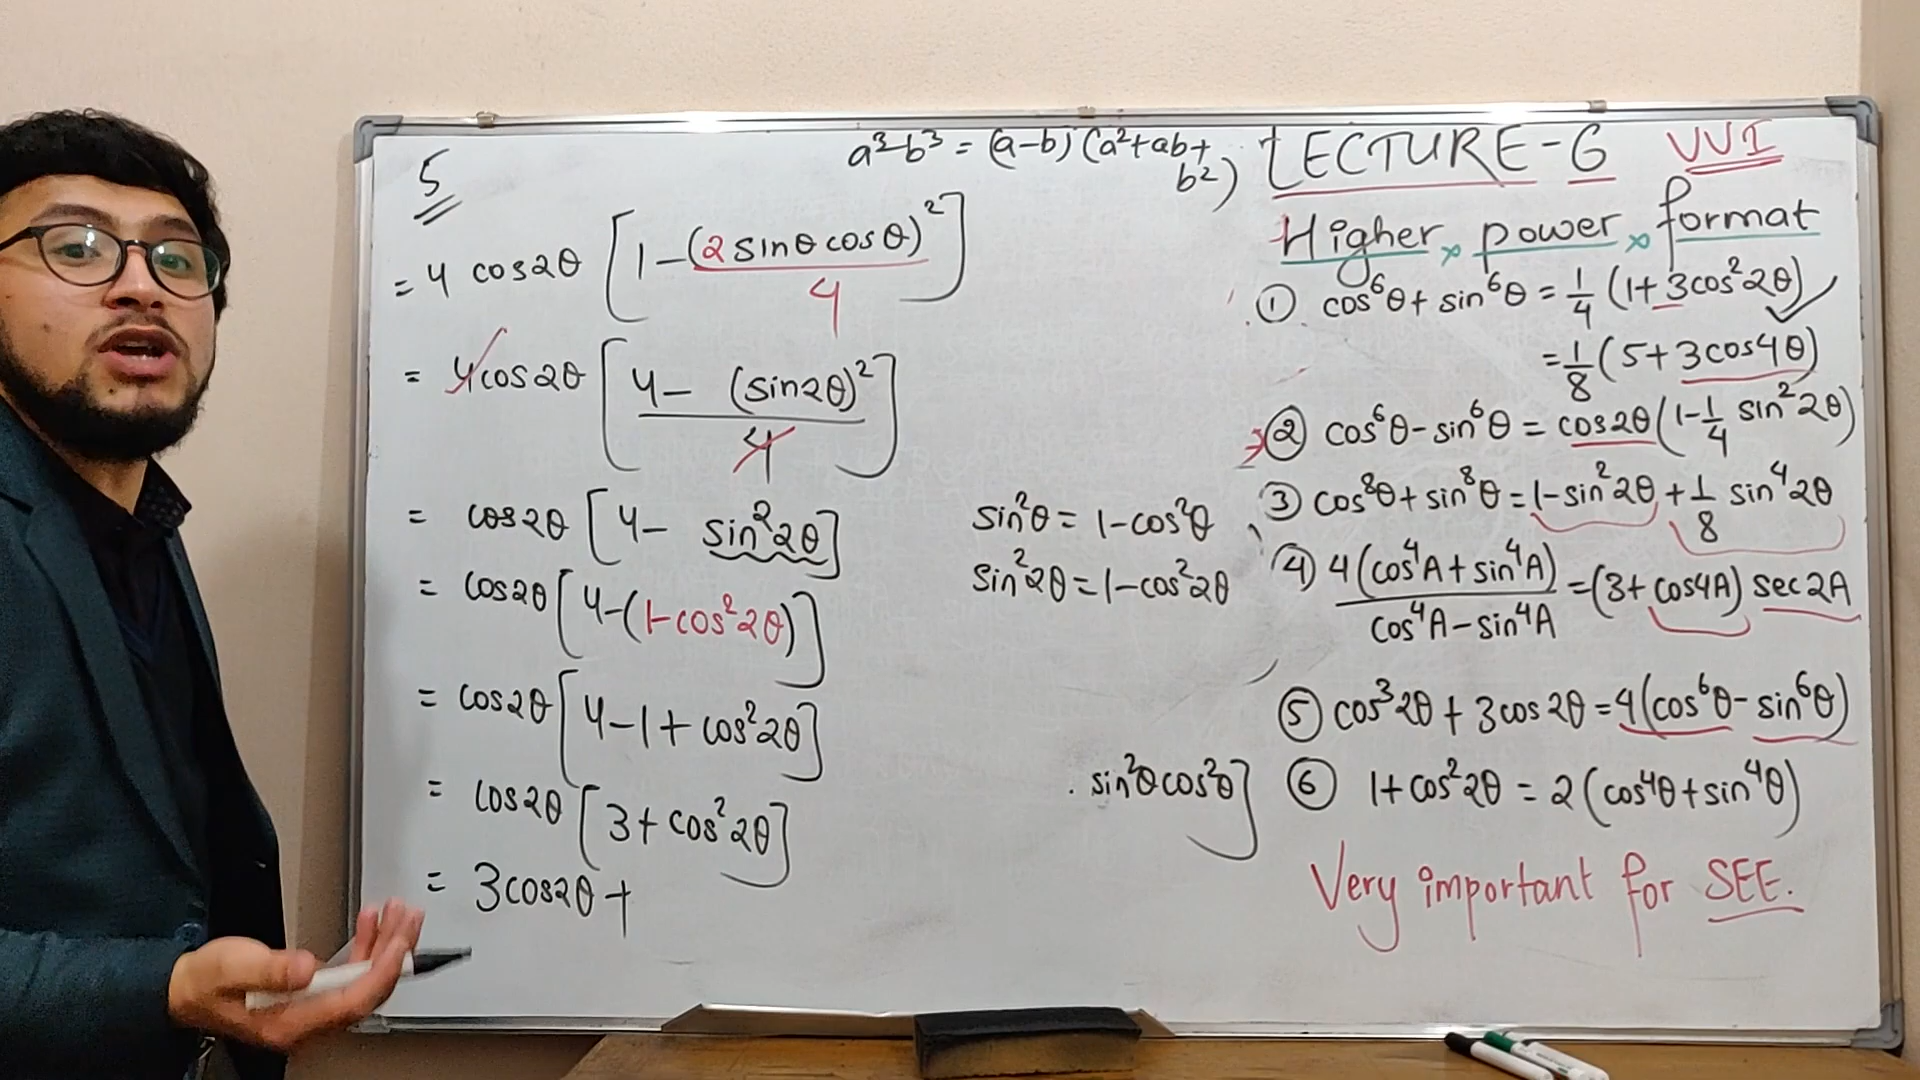 5
a³-b³ = (a-b) (a²+ab+
b²)
= 4 cos2θ [1 - (2 sinθ cos θ)²/4]
= 4cos2θ [4 - (sin2θ)²/4]
= cos2θ [4 - sin²2θ]
= cos2θ [4-(1-cos²2θ)]
= cos2θ [4-1+ cos²2θ]
= cos2θ [3+ cos²2θ]
= 3cos2θ +
sin²θ = 1-cos²θ
sin²2θ = 1-cos²2θ
sin²θcos²θ]
LECTURE-6 VVI
Higher power format
① cos⁶θ + sin⁶θ = 1/4 (1+3cos²2θ)
= 1/8 (5+3cos4θ)
② cos⁶θ - sin⁶θ = cos2θ (1-1/4 sin²2θ)
③ cos⁸θ + sin⁸θ = 1-sin²2θ + 1/8 sin⁴2θ
④ 4(cos⁴A + sin⁴A)/cos⁴A - sin⁴A = (3+ cos4A) sec2A
⑤ cos³2θ + 3cos2θ = 4(cos⁶θ - sin⁶θ)
⑥ 1+cos²2θ = 2(cos⁴θ + sin⁴θ)
Very important for SEE.